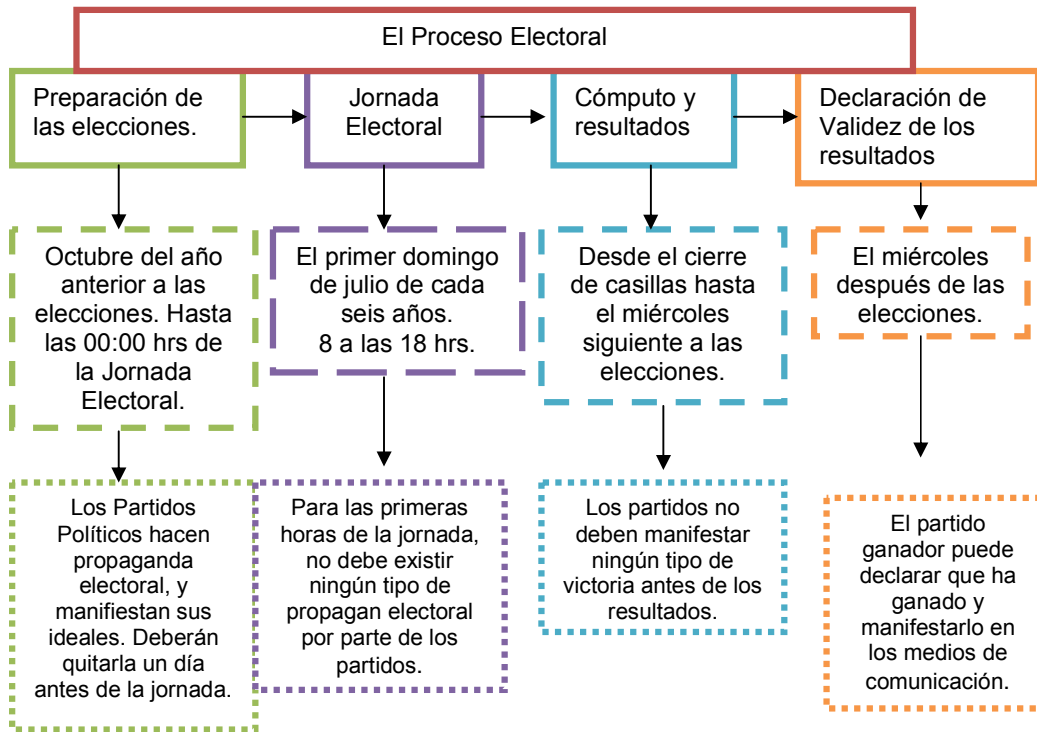 El Proceso Electoral
Preparación de
las elecciones.
Jornada
Electoral
Cómputo y
resultados
Declaración de
Validez de los
resultados
Octubre del año
anterior a las
elecciones. Hasta
las 00:00 hrs de
la Jornada
Electoral.
El primer domingo
de julio de cada
seis años.
8 a las 18 hrs.
Desde el cierre
de casillas hasta
el miércoles
siguiente a las
elecciones.
El miércoles
después de las
elecciones.
Los Partidos
Políticos hacen
propaganda
electoral, y
manifiestan sus
ideales. Deberán
quitarla un día
antes de la jornada.
Para las primeras
horas de la jornada,
no debe existir
ningún tipo de
propagan electoral
por parte de los
partidos.
Los partidos no
deben manifestar
ningún tipo de
victoria antes de los
resultados.
El partido
ganador puede
declarar que ha
ganado y
manifestarlo en
los medios de
comunicación.